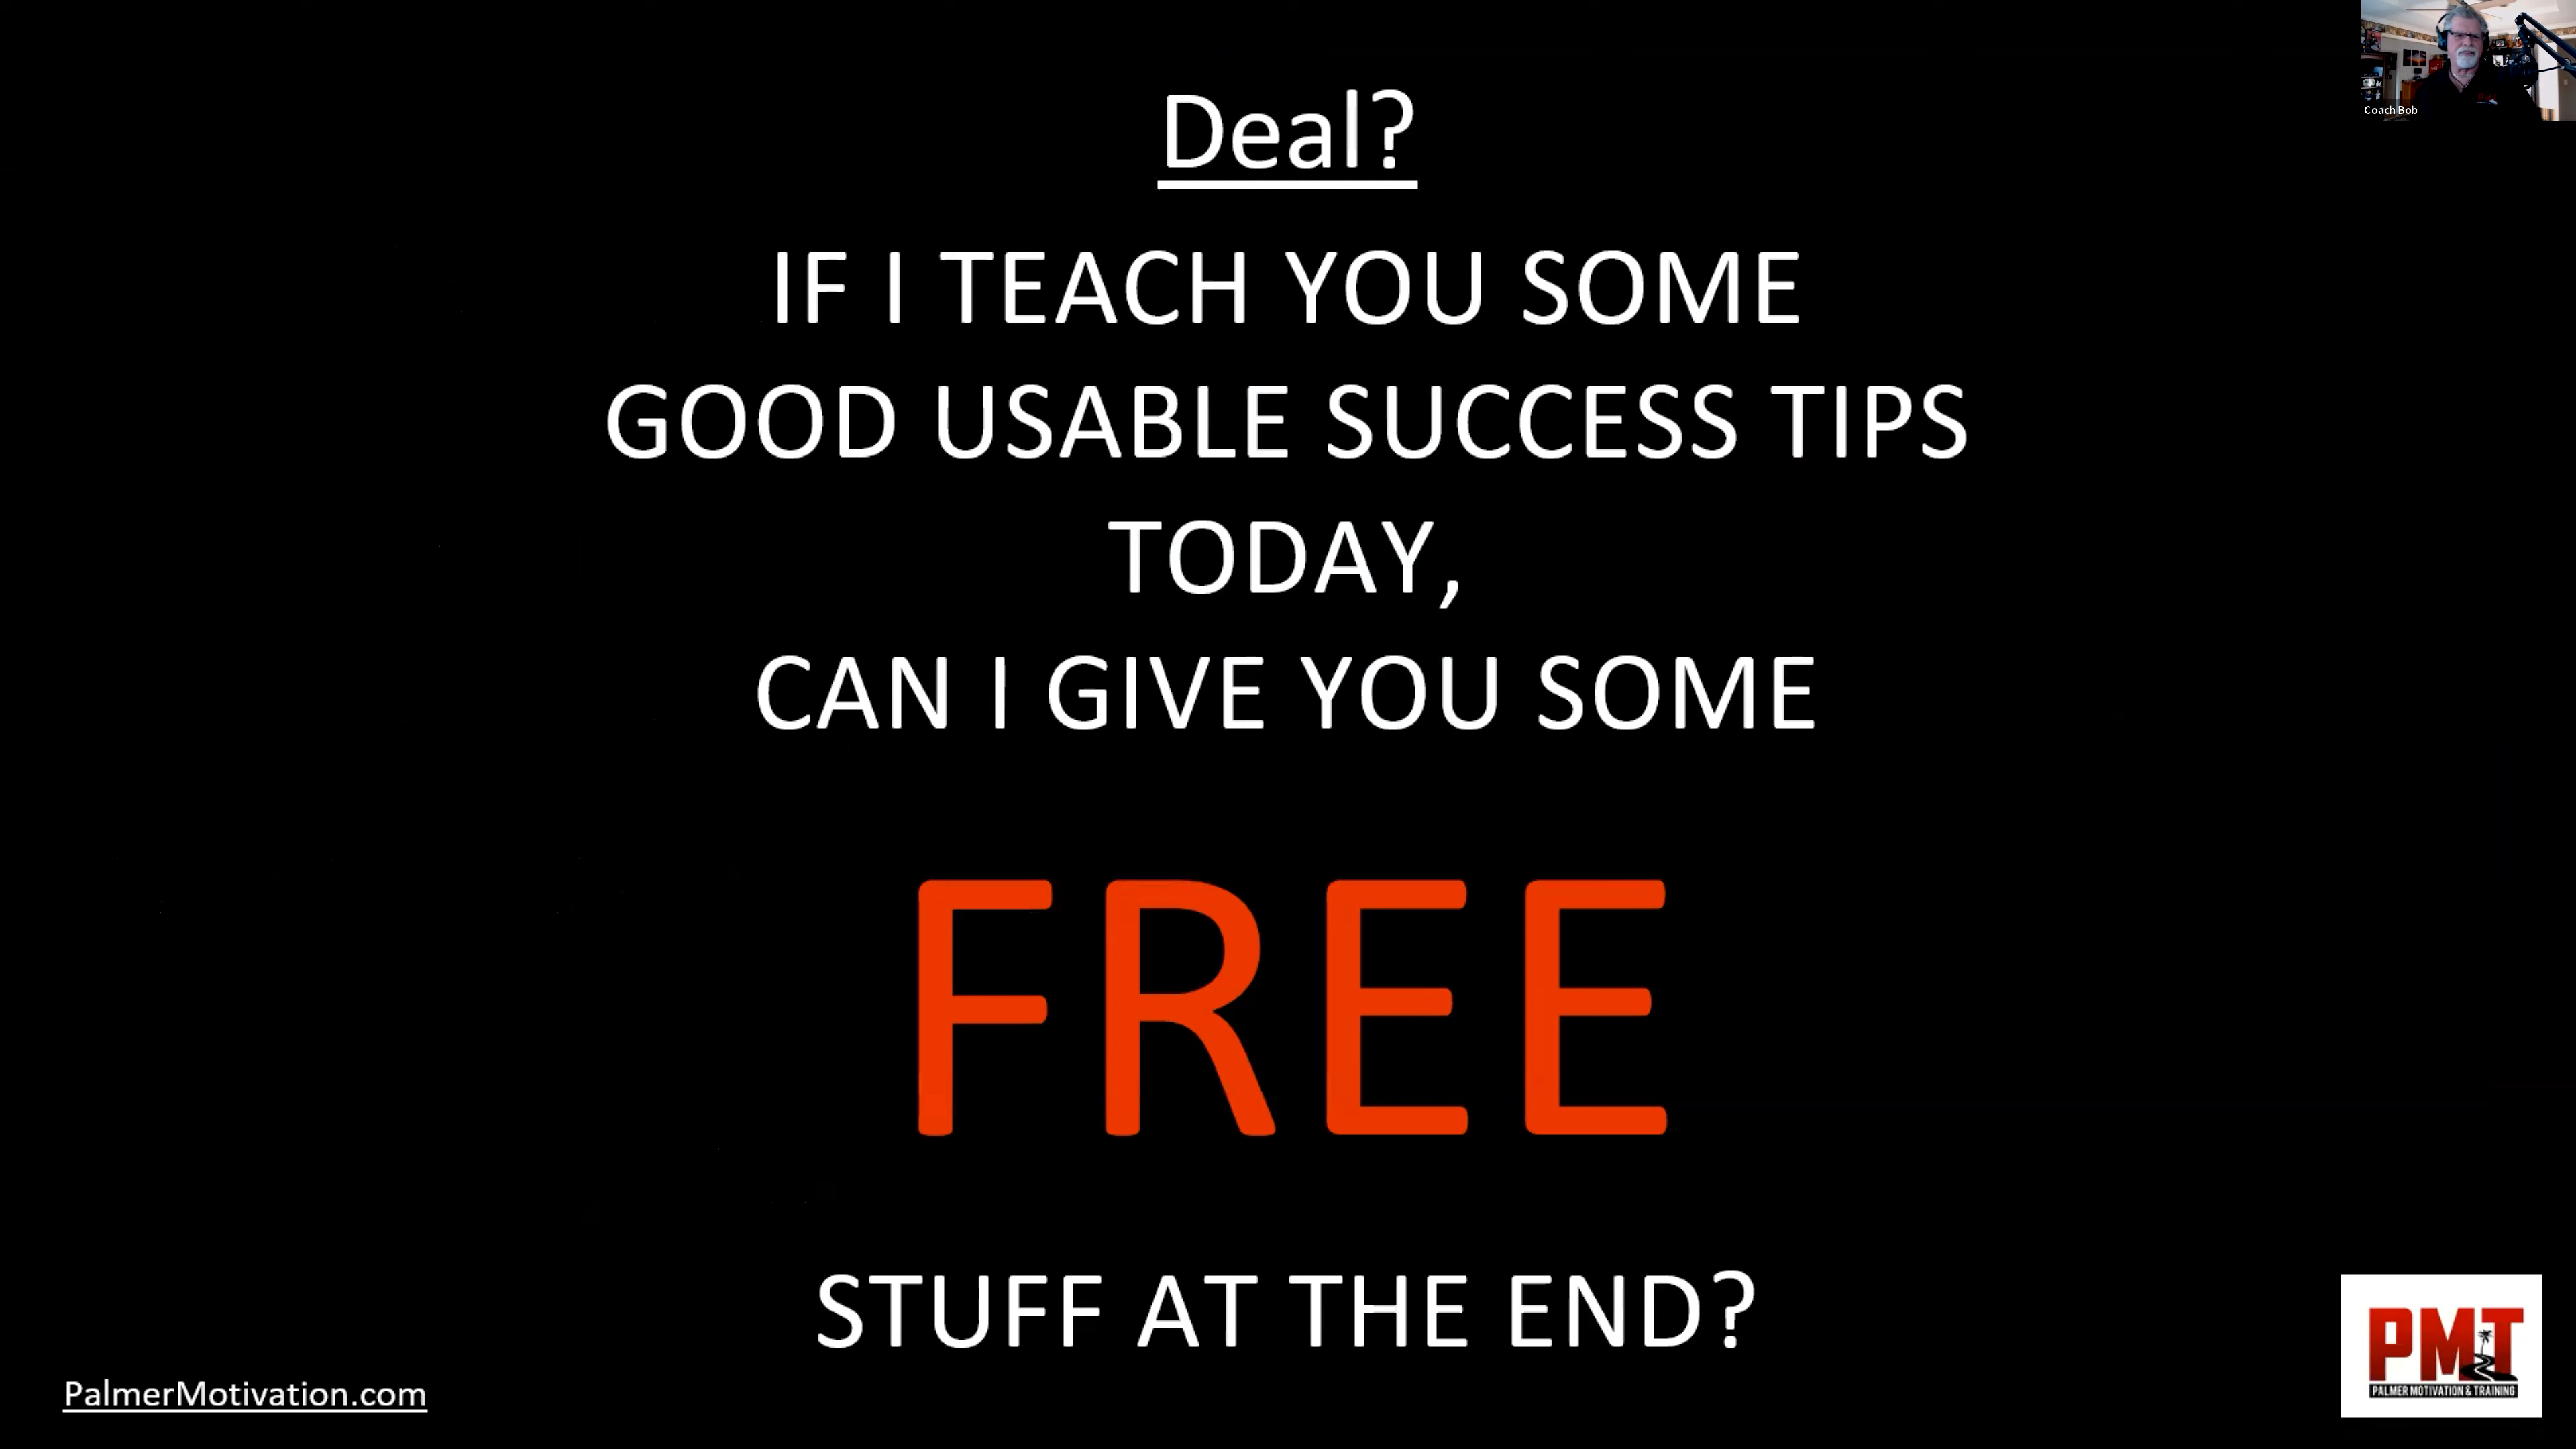 Coach Bob
Deal?
IF I TEACH YOU SOME
GOOD USABLE SUCCESS TIPS
TODAY,
CAN I GIVE YOU SOME
FREE
STUFF AT THE END?
PalmerMotivation.com
PMT
PALMER MOTIVATION & TRAINING